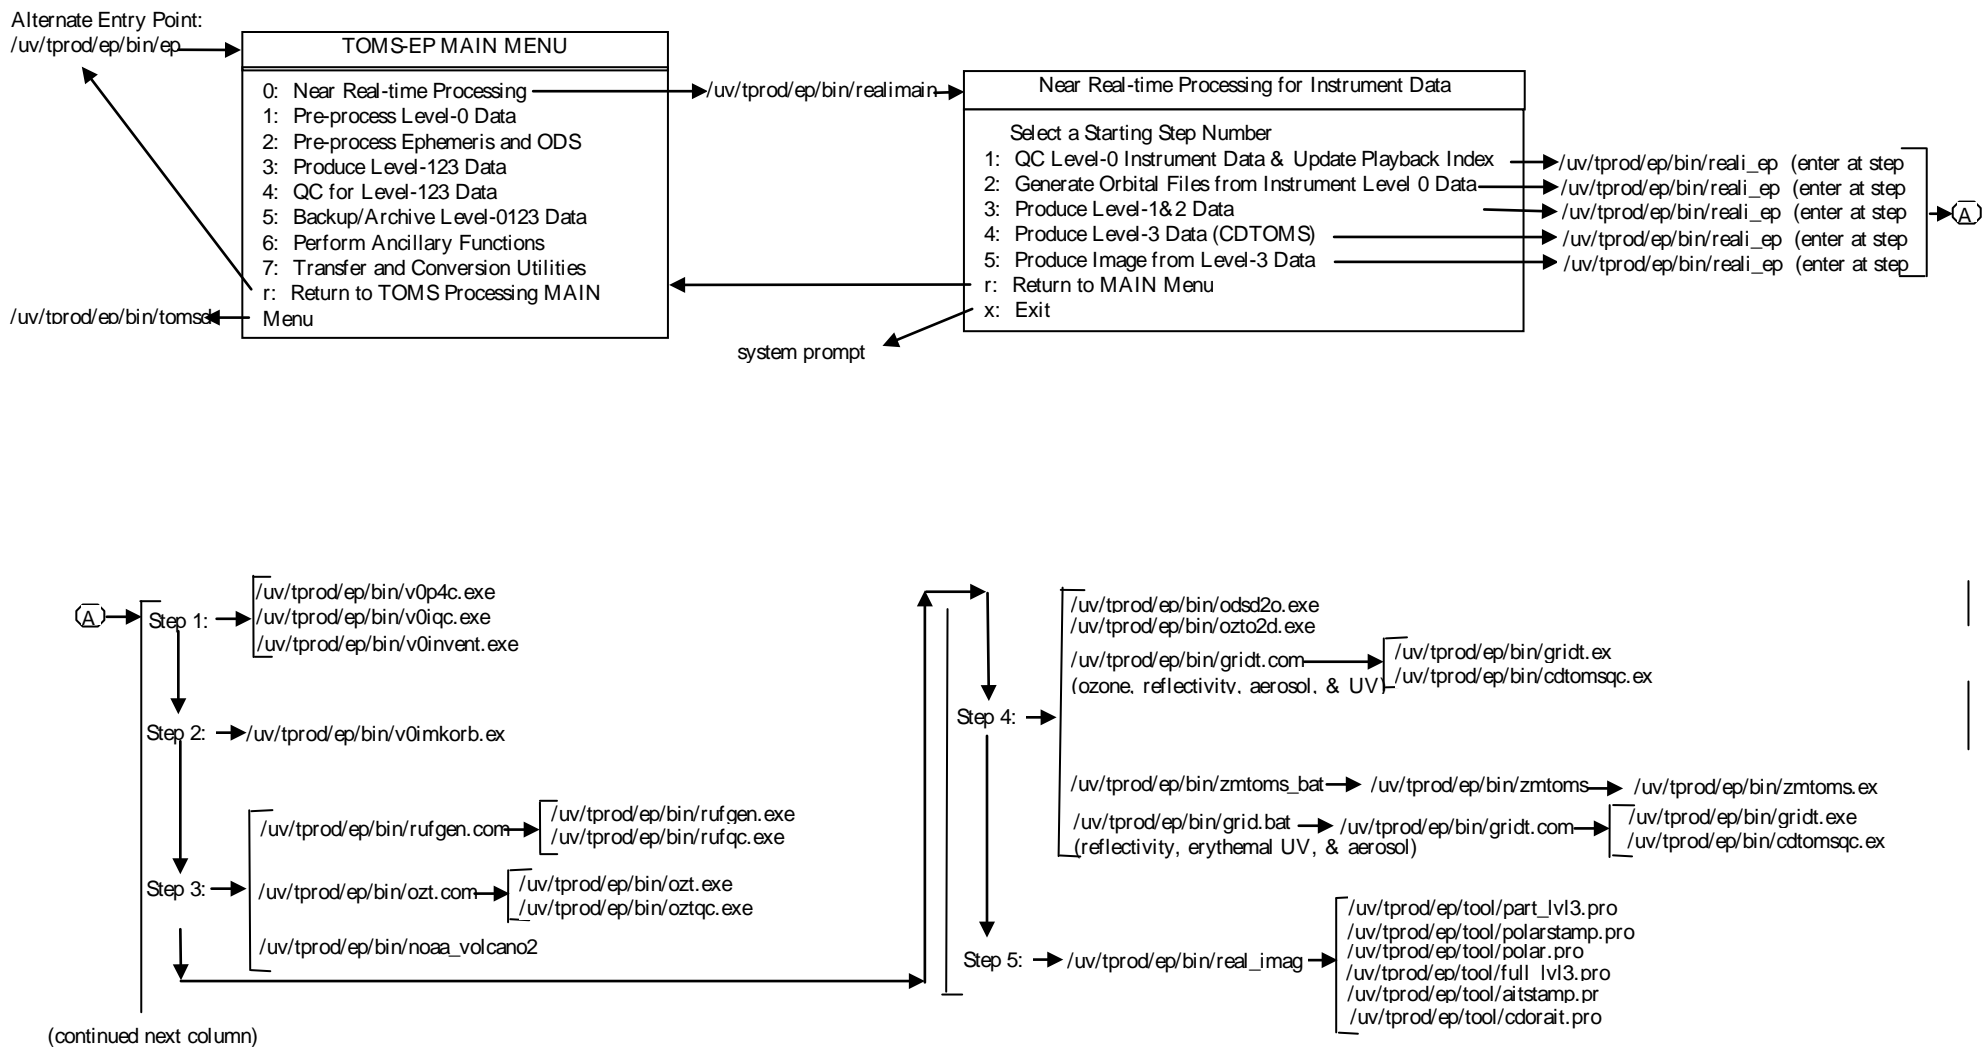 Alternate Entry Point:
/uv/tprod/ep/bin/ep
TOMS-EP MAIN MENU
0: Near Real-time Processing
1: Pre-process Level-0 Data
2: Pre-process Ephemeris and ODS
3: Produce Level-123 Data
4: QC for Level-123 Data
5: Backup/Archive Level-0123 Data
6: Perform Ancillary Functions
7: Transfer and Conversion Utilities
r: Return to TOMS Processing MAIN
Menu
/uv/tprod/ep/bin/tomsd
/uv/tprod/ep/bin/realimain
Near Real-time Processing for Instrument Data
Select a Starting Step Number
1: QC Level-0 Instrument Data & Update Playback Index
2: Generate Orbital Files from Instrument Level 0 Data
3: Produce Level-1&2 Data
4: Produce Level-3 Data (CDTOMS)
5: Produce Image from Level-3 Data
r: Return to MAIN Menu
x: Exit
system prompt
/uv/tprod/ep/bin/reali_ep (enter at step
/uv/tprod/ep/bin/reali_ep (enter at step
/uv/tprod/ep/bin/reali_ep (enter at step
/uv/tprod/ep/bin/reali_ep (enter at step
/uv/tprod/ep/bin/reali_ep (enter at step
A
A
Step 1:
/uv/tprod/ep/bin/v0p4c.exe
/uv/tprod/ep/bin/v0iqc.exe
/uv/tprod/ep/bin/v0invent.exe
Step 2:
/uv/tprod/ep/bin/v0imkorb.ex
Step 3:
/uv/tprod/ep/bin/rufgen.com
/uv/tprod/ep/bin/rufgen.exe
/uv/tprod/ep/bin/rufqc.exe
/uv/tprod/ep/bin/ozt.com
/uv/tprod/ep/bin/ozt.exe
/uv/tprod/ep/bin/oztqc.exe
/uv/tprod/ep/bin/noaa_volcano2
(continued next column)
Step 4:
/uv/tprod/ep/bin/odsd2o.exe
/uv/tprod/ep/bin/ozto2d.exe
/uv/tprod/ep/bin/gridt.com
(ozone, reflectivity, aerosol, & UV)
/uv/tprod/ep/bin/gridt.ex
/uv/tprod/ep/bin/cdtomsqc.ex
/uv/tprod/ep/bin/zmtoms_bat
/uv/tprod/ep/bin/zmtoms
/uv/tprod/ep/bin/zmtoms.ex
/uv/tprod/ep/bin/grid.bat
(reflectivity, erythemal UV, & aerosol)
/uv/tprod/ep/bin/gridt.com
/uv/tprod/ep/bin/gridt.exe
/uv/tprod/ep/bin/cdtomsqc.ex
Step 5:
/uv/tprod/ep/bin/real_imag
/uv/tprod/ep/tool/part_lvl3.pro
/uv/tprod/ep/tool/polarstamp.pro
/uv/tprod/ep/tool/polar.pro
/uv/tprod/ep/tool/full_lvl3.pro
/uv/tprod/ep/tool/aitstamp.pr
/uv/tprod/ep/tool/cdorait.pro